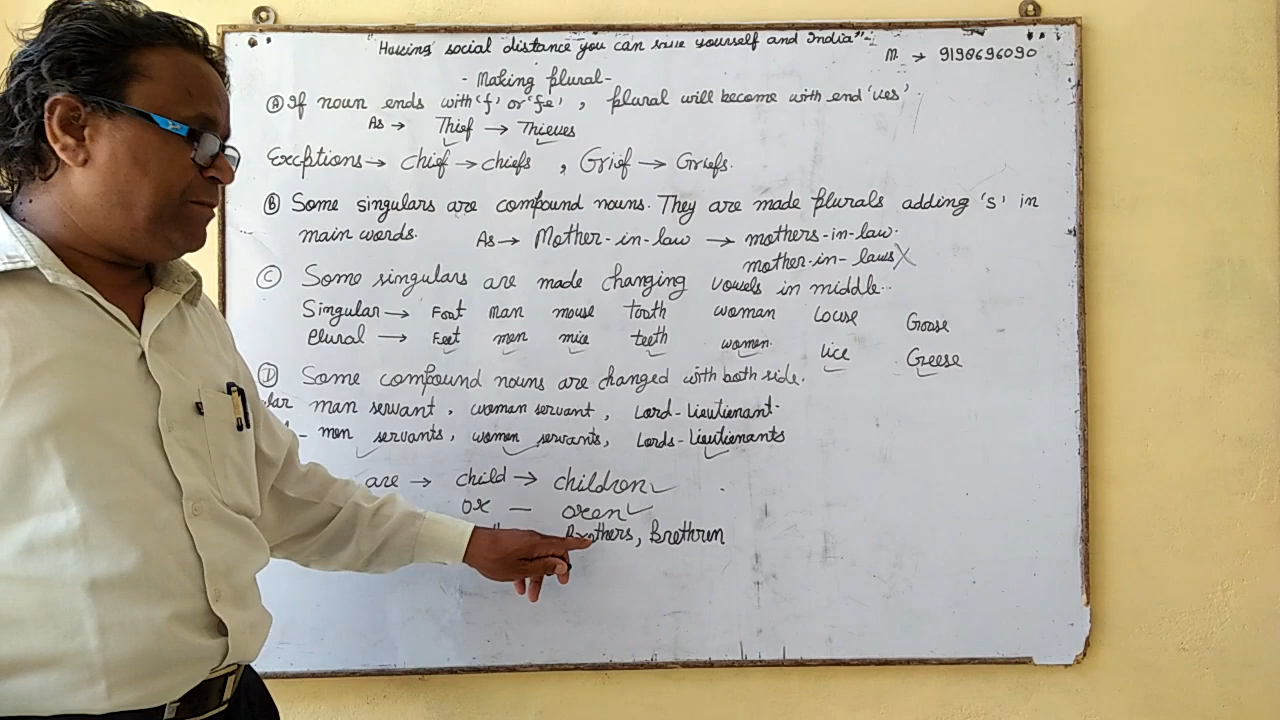 "Having social distance you can save yourself and India"-
M. → 9198696090
- Making plural -
Ⓐ If noun ends with 'f' or 'fe', plural will become with end 'ves'.
As → Thief → Thieves
Excptions → chief → chiefs, Grief → Griefs.
Ⓑ Some singulars are compound nouns. They are made plurals adding 's' in
main words. As → Mother-in-law → mothers-in-law.
mother-in-laws X
Ⓒ Some singulars are made changing vowels in middle...
Singular → Foot man mouse tooth woman Louse Goose
Plural → Feet men mice teeth women. Lice Geese
Ⓓ Some compound nouns are changed with both side.
lar man servant, woman servant, Lord-Lieutienant.
- men servants, women servants, Lords-Lieutienants
are → child → children
ox — oxen
Brothers, Brethren